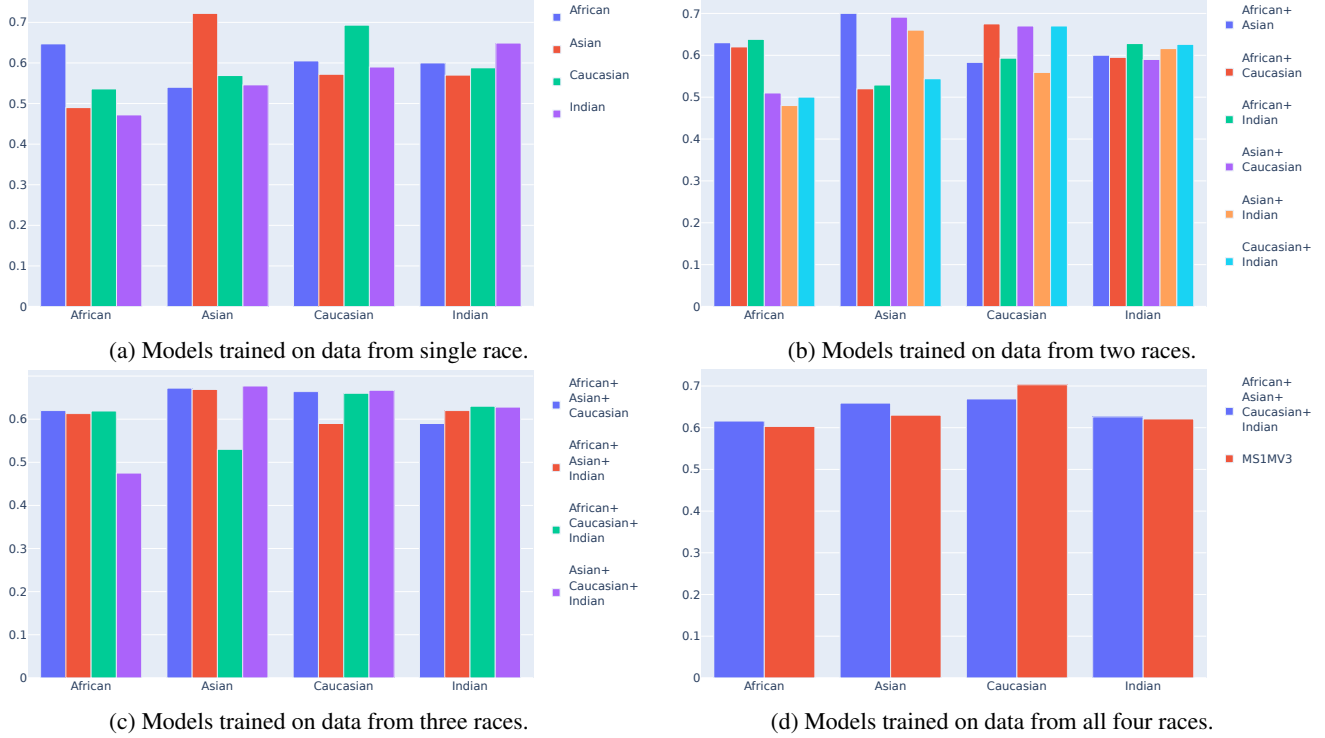 0.7
0.6
0.5
0.4
0.3
0.2
0.1
0
African
Asian
Caucasian
Indian
African
Asian
Caucasian
Indian
(a) Models trained on data from single race.
0.7
0.6
0.5
0.4
0.3
0.2
0.1
0
African
Asian
Caucasian
Indian
African+
Asian
African+
Caucasian
African+
Indian
Asian+
Caucasian
Asian+
Indian
Caucasian+
Indian
(b) Models trained on data from two races.
0.6
0.5
0.4
0.3
0.2
0.1
0
African
Asian
Caucasian
Indian
African+
Asian+
Caucasian
African+
Asian+
Indian
African+
Caucasian+
Indian
Asian+
Caucasian+
Indian
(c) Models trained on data from three races.
0.7
0.6
0.5
0.4
0.3
0.2
0.1
0
African
Asian
Caucasian
Indian
African+
Asian+
Caucasian+
Indian
MS1MV3
(d) Models trained on data from all four races.